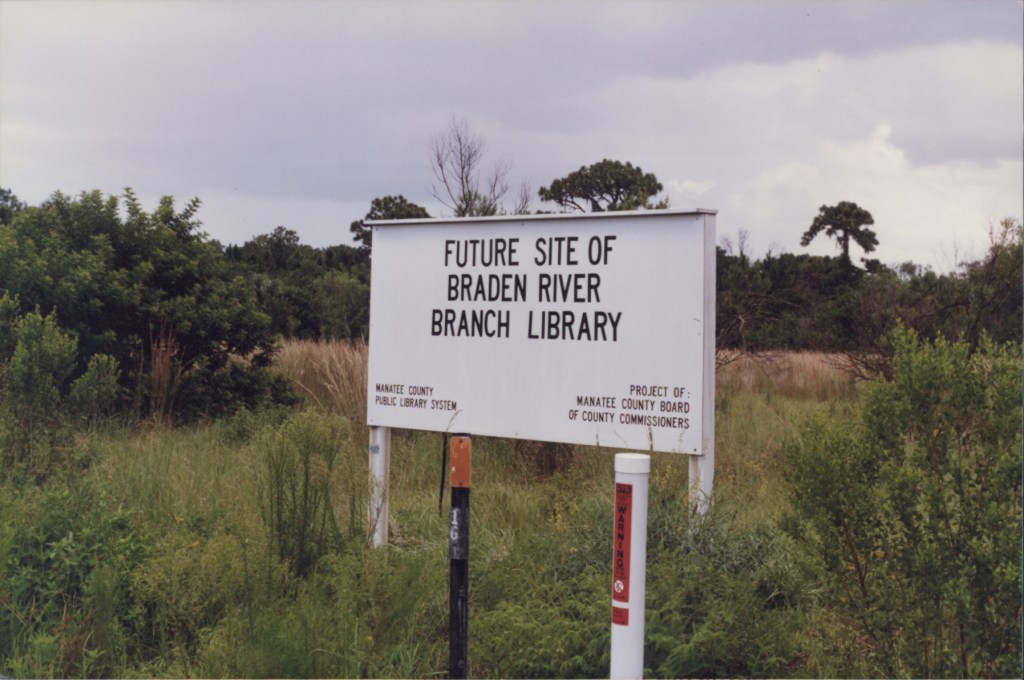 FUTURE SITE OF
BRADEN RIVER
BRANCH LIBRARY
MANATEE COUNTY
PUBLIC LIBRARY SYSTEM
PROJECT OF:
MANATEE COUNTY BOARD
OF COUNTY COMMISSIONERS
16
WARNING